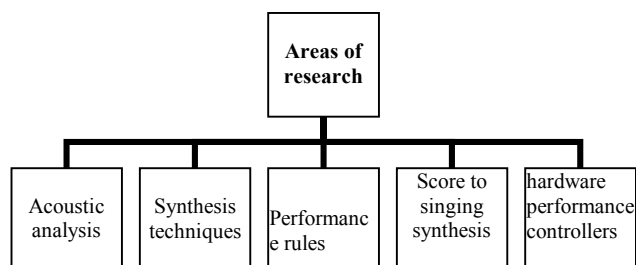 Areas of
research
Acoustic
analysis
Synthesis
techniques
Performanc
e rules
Score to
singing
synthesis
hardware
performance
controllers